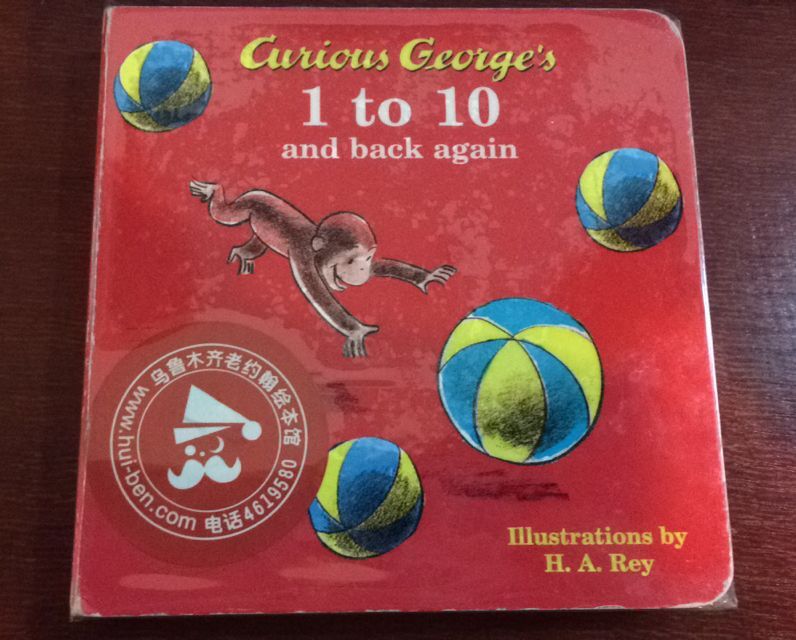 Curious George's
1 to 10
and back again
乌鲁木齐老约翰绘本馆
www.hui-ben.com 电话4619580
Illustrations by
H. A. Rey